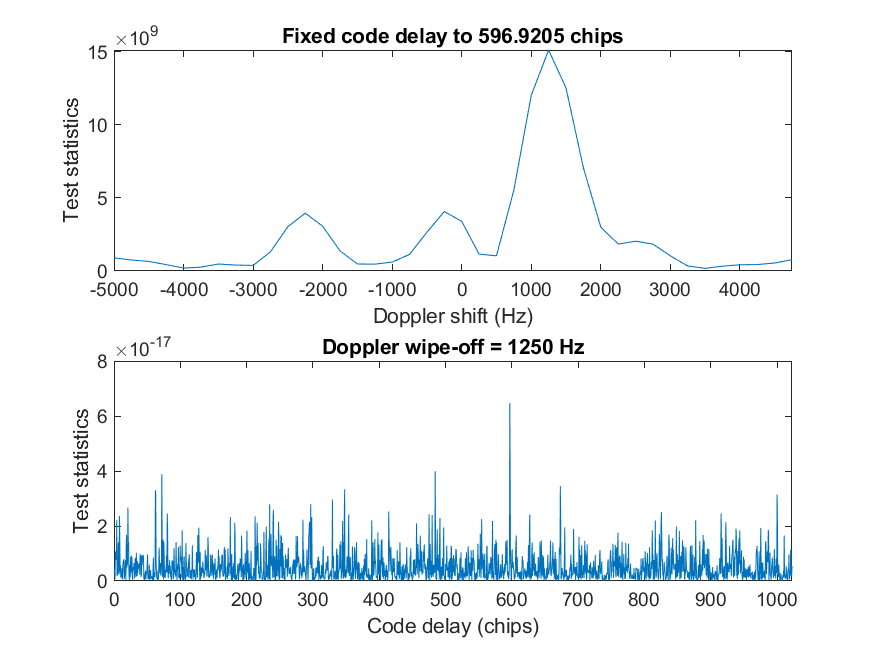 ×10^9
Fixed code delay to 596.9205 chips
15
10
5
0
Test statistics
-5000 -4000 -3000 -2000 -1000 0 1000 2000 3000 4000
Doppler shift (Hz)
×10^-17
Doppler wipe-off = 1250 Hz
8
6
4
2
0
Test statistics
0 100 200 300 400 500 600 700 800 900 1000
Code delay (chips)